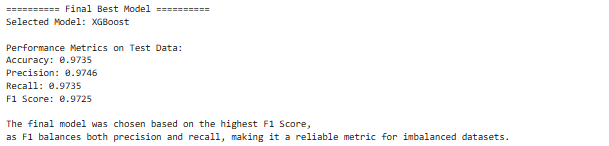 ========== Final Best Model ==========
Selected Model: XGBoost
Performance Metrics on Test Data:
Accuracy: 0.9735
Precision: 0.9746
Recall: 0.9735
F1 Score: 0.9725
The final model was chosen based on the highest F1 Score,
as F1 balances both precision and recall, making it a reliable metric for imbalanced datasets.